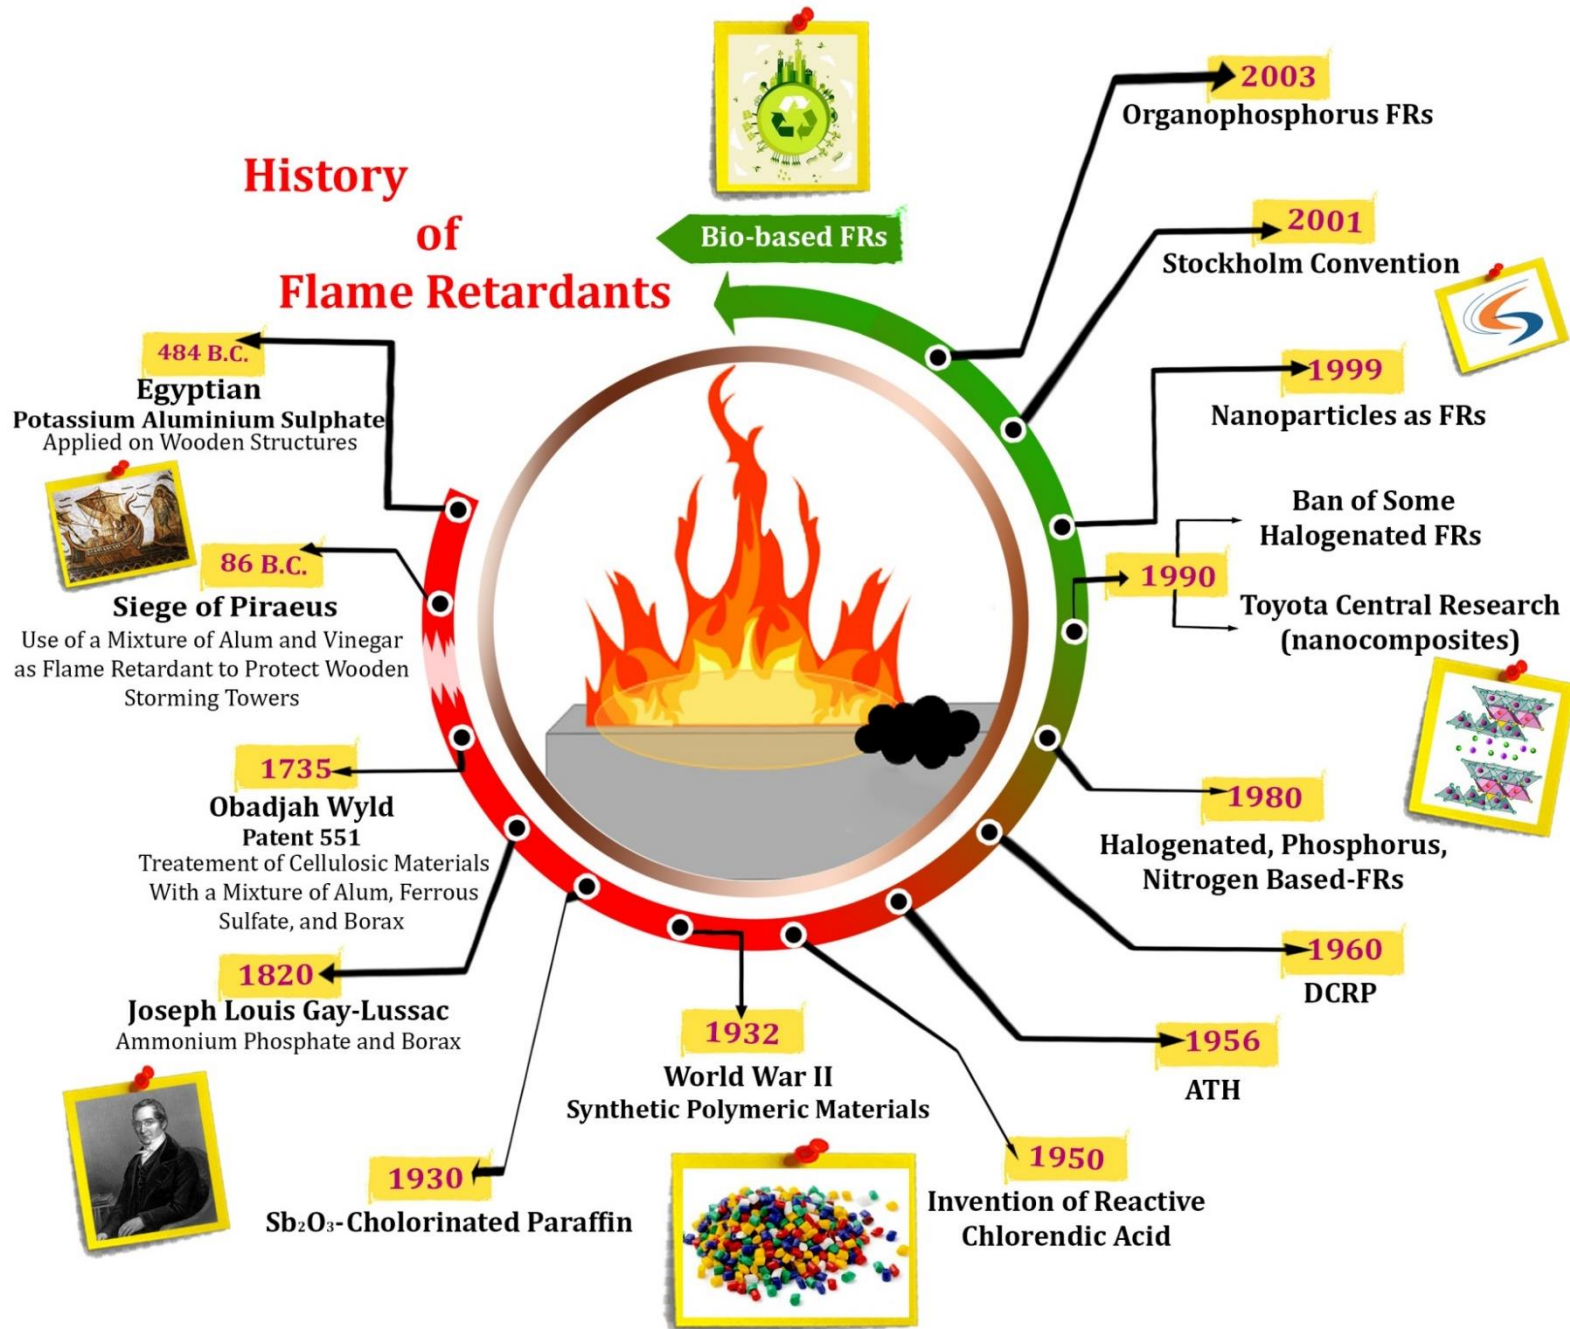 History
of
Flame Retardants
Bio-based FRs
484 B.C.
Egyptian
Potassium Aluminium Sulphate
Applied on Wooden Structures
86 B.C.
Siege of Piraeus
Use of a Mixture of Alum and Vinegar
as Flame Retardant to Protect Wooden
Storming Towers
1735
Obadjah Wyld
Patent 551
Treatement of Cellulosic Materials
With a Mixture of Alum, Ferrous
Sulfate, and Borax
1820
Joseph Louis Gay-Lussac
Ammonium Phosphate and Borax
1930
Sb₂O₃-Cholorinated Paraffin
1932
World War II
Synthetic Polymeric Materials
1950
Invention of Reactive
Chlorendic Acid
1956
ATH
1960
DCRP
1980
Halogenated, Phosphorus,
Nitrogen Based-FRs
1990
Ban of Some
Halogenated FRs
Toyota Central Research
(nanocomposites)
1999
Nanoparticles as FRs
2001
Stockholm Convention
2003
Organophosphorus FRs